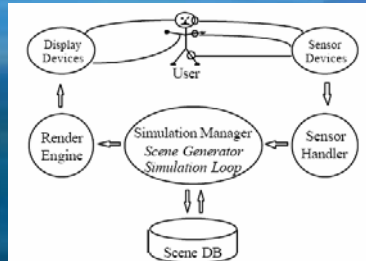 Display
Devices
User
Sensor
Devices
Render
Engine
Simulation Manager
Scene Generator
Simulation Loop
Sensor
Handler
Scene DB